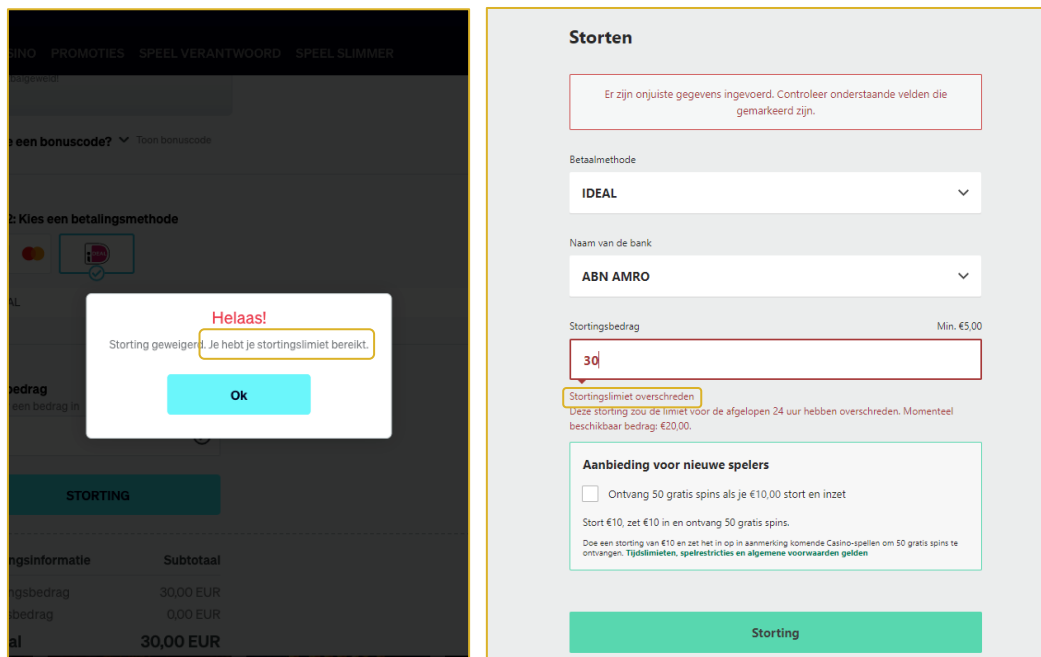 SINO PROMOTIES SPEEL VERANTWOORD SPEEL SLIMMER
e een bonuscode? Toon bonuscode
2: Kies een betalingsmethode
AL
Helaas!
Storting geweigerd. Je hebt je stortingslimiet bereikt.
Ok
bedrag
een bedrag in
STORTING
ngsinformatie Subtotaal
ngsbedrag 30,00 EUR
sbedrag 0,00 EUR
al 30,00 EUR
Storten
Er zijn onjuiste gegevens ingevoerd. Controleer onderstaande velden die
gemarkeerd zijn.
Betaalmethode
IDEAL
Naam van de bank
ABN AMRO
Stortingsbedrag Min. €5,00
30
Stortingslimiet overschreden
Deze storting zou de limiet voor de afgelopen 24 uur hebben overschreden. Momenteel
beschikbaar bedrag: €20,00.
Aanbieding voor nieuwe spelers
Ontvang 50 gratis spins als je €10,00 stort en inzet
Stort €10, zet €10 in en ontvang 50 gratis spins.
Doe een storting van €10 en zet het in op in aanmerking komende Casino-spellen om 50 gratis spins te
ontvangen. Tijdslimieten, spelrestricties en algemene voorwaarden gelden
Storting